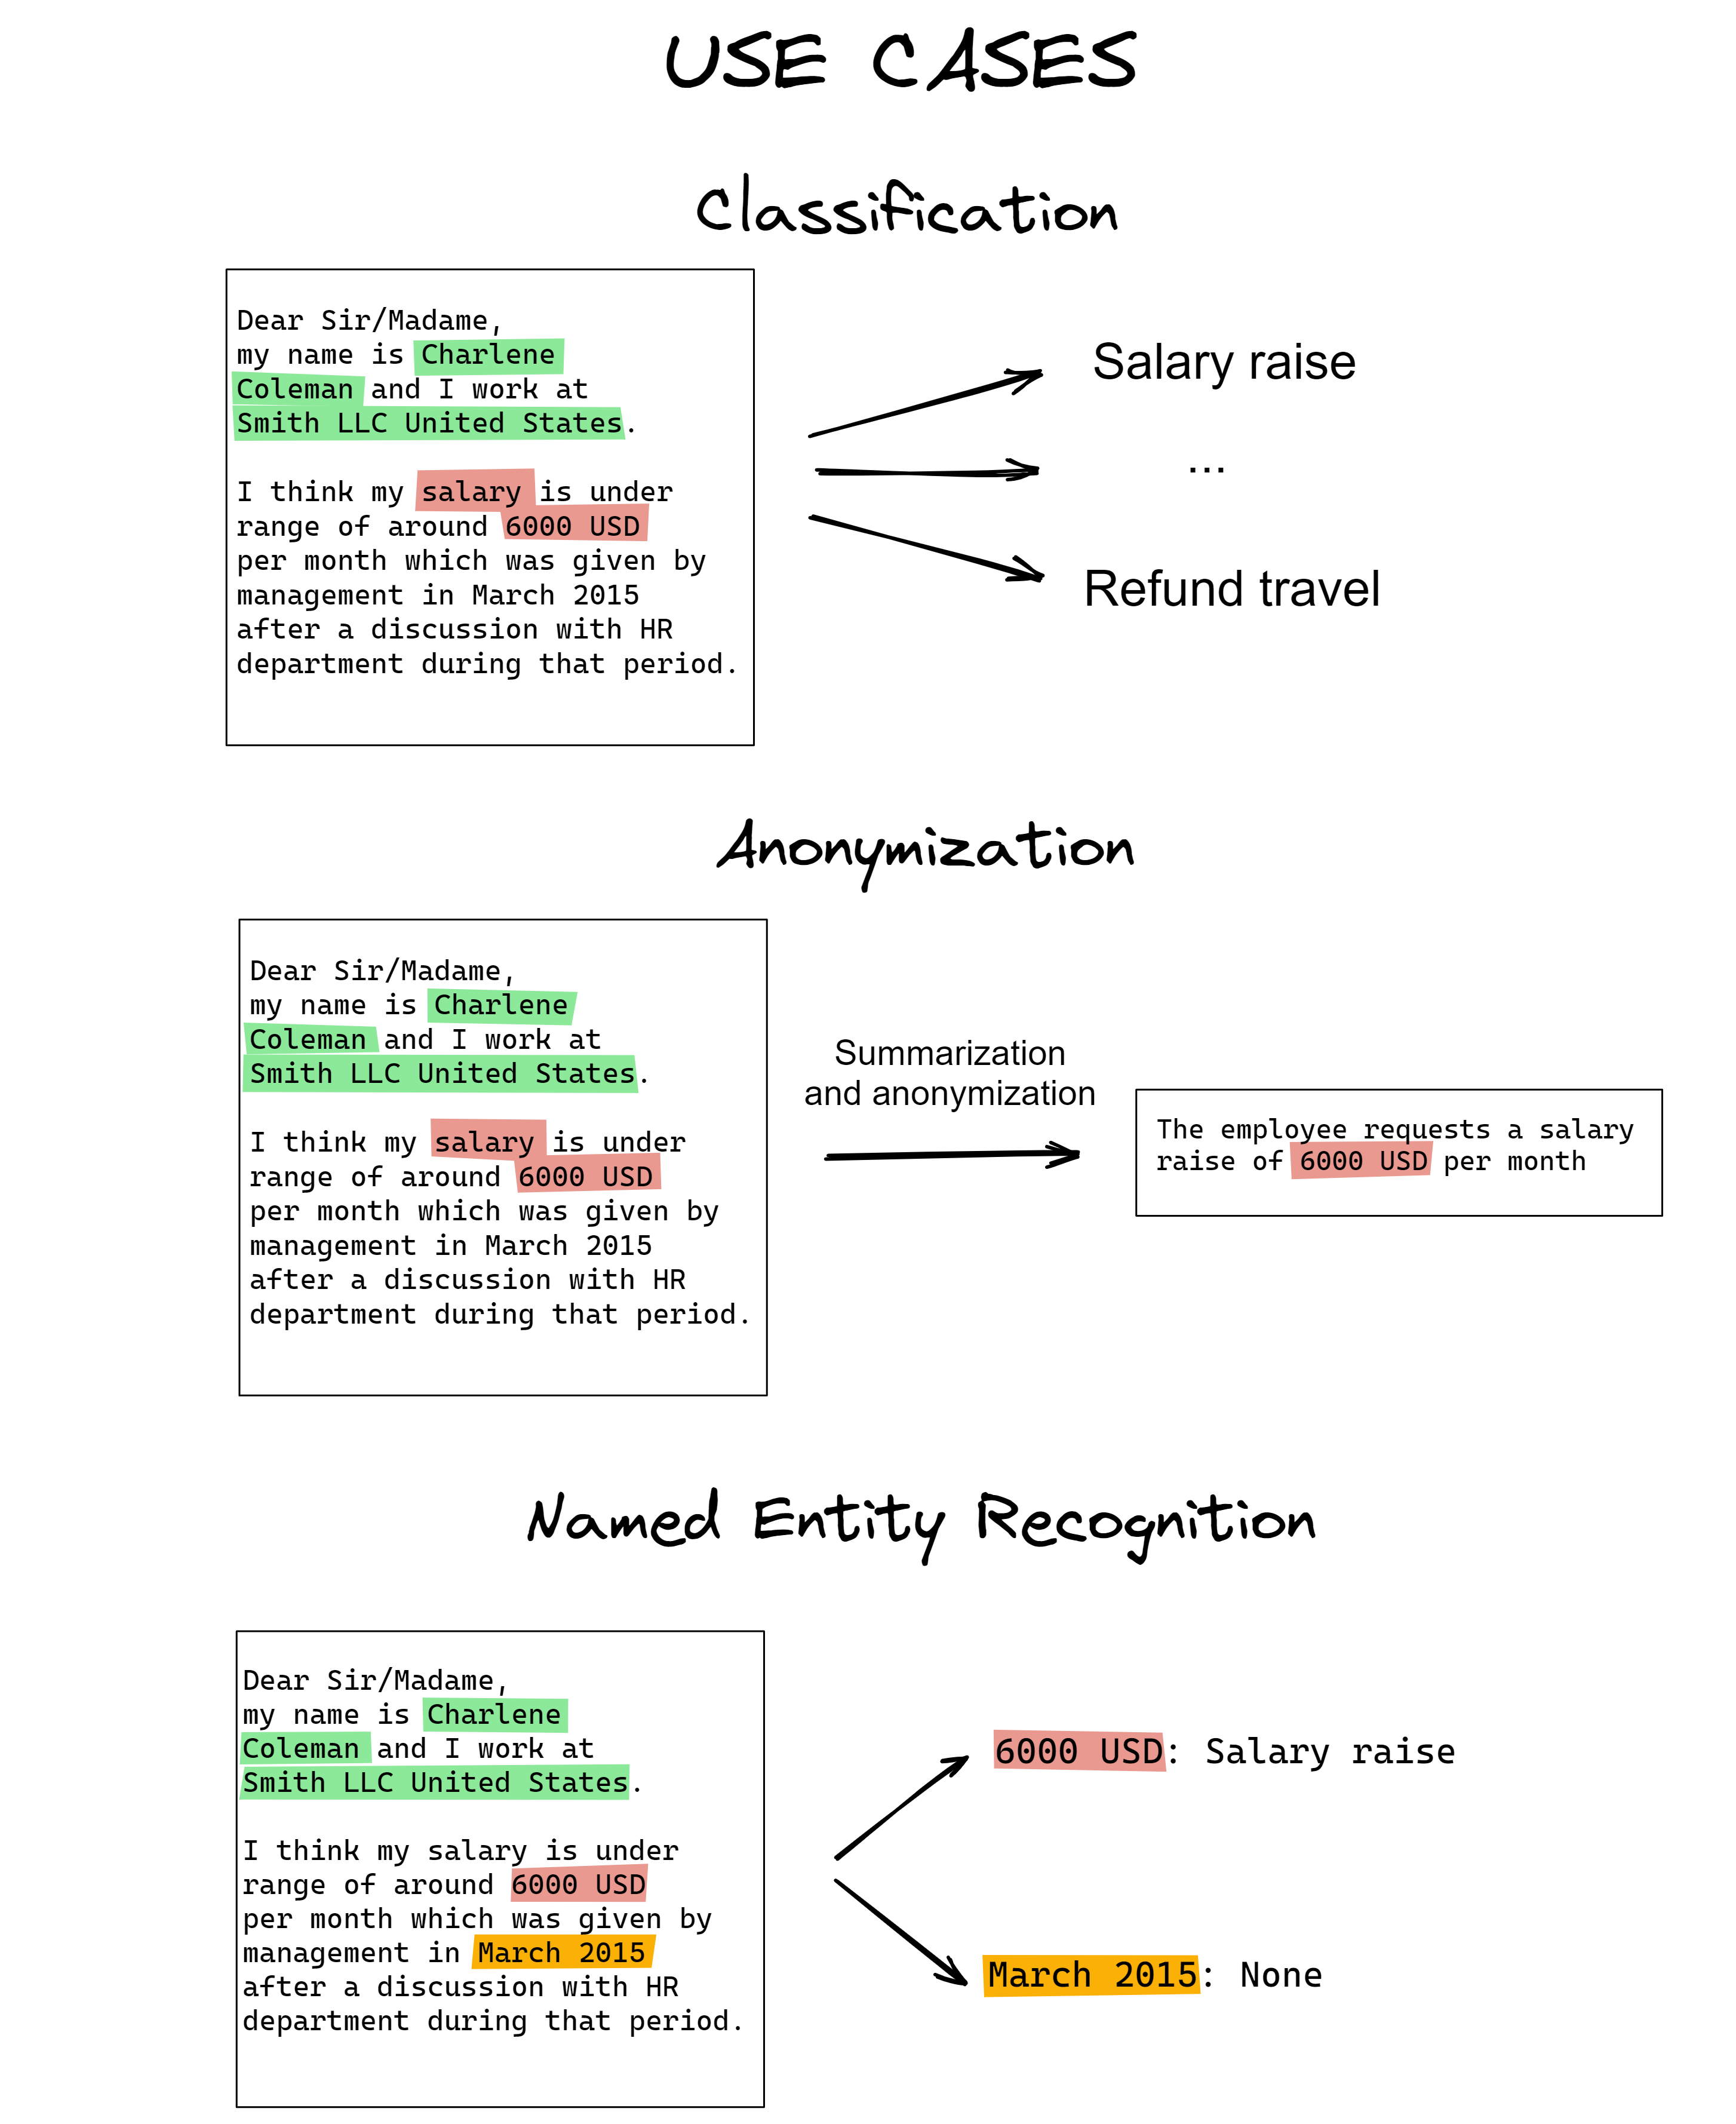 USE CASES
Classification
Dear Sir/Madame,
my name is Charlene
Coleman and I work at
Smith LLC United States.
I think my salary is under
range of around 6000 USD
per month which was given by
management in March 2015
after a discussion with HR
department during that period.
Salary raise
...
Refund travel
Anonymization
Dear Sir/Madame,
my name is Charlene
Coleman and I work at
Smith LLC United States.
I think my salary is under
range of around 6000 USD
per month which was given by
management in March 2015
after a discussion with HR
department during that period.
Summarization
and anonymization
The employee requests a salary
raise of 6000 USD per month
Named Entity Recognition
Dear Sir/Madame,
my name is Charlene
Coleman and I work at
Smith LLC United States.
I think my salary is under
range of around 6000 USD
per month which was given by
management in March 2015
after a discussion with HR
department during that period.
6000 USD: Salary raise
March 2015: None